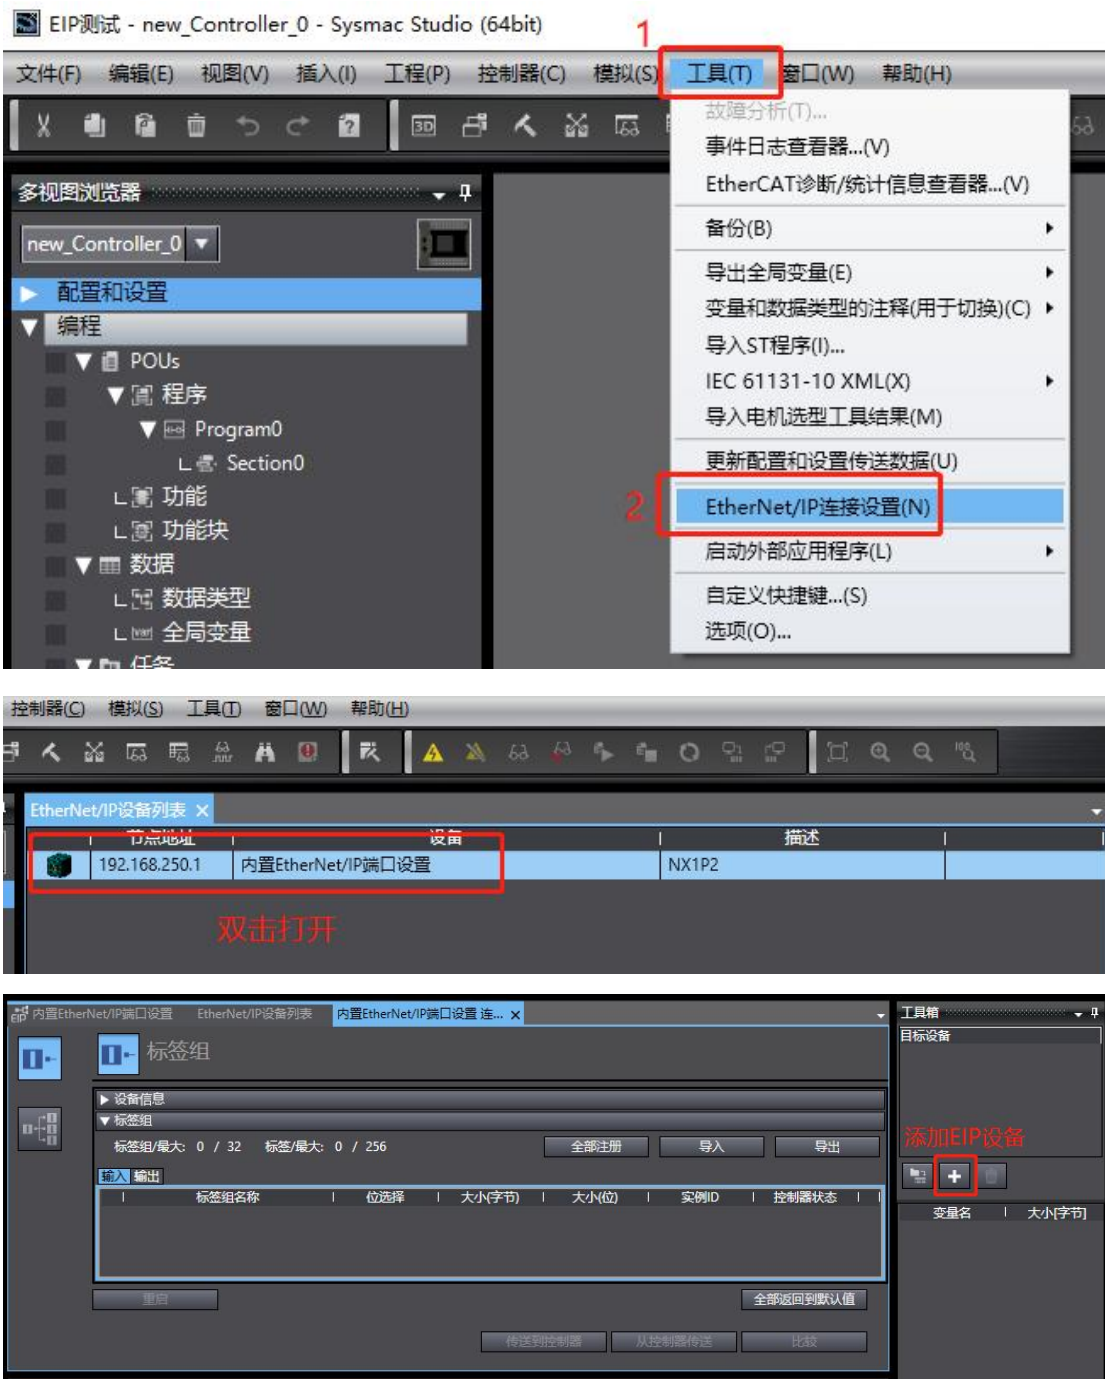 EIP测试 - new_Controller_0 - Sysmac Studio (64bit)
1
文件(F) 编辑(E) 视图(V) 插入(I) 工程(P) 控制器(C) 模拟(S) 工具(T) 窗口(W) 帮助(H)
3D
故障分析(T)...
事件日志查看器...(V)
多视图浏览器
EtherCAT诊断/统计信息查看器...(V)
new_Controller_0
备份(B)
配置和设置
导出全局变量(E)
编程
变量和数据类型的注释(用于切换)(C)
POUs
导入ST程序(I)...
程序
IEC 61131-10 XML(X)
Program0
导入电机选型工具结果(M)
Section0
更新配置和设置传送数据(U)
功能
2
EtherNet/IP连接设置(N)
功能块
启动外部应用程序(L)
数据
数据类型
自定义快捷键...(S)
全局变量
选项(O)...
任务
控制器(C) 模拟(S) 工具(T) 窗口(W) 帮助(H)
100%
EtherNet/IP设备列表
节点地址 设备 描述
192.168.250.1 内置EtherNet/IP端口设置 NX1P2
双击打开
EIP 内置EtherNet/IP端口设置 EtherNet/IP设备列表 内置EtherNet/IP端口设置 连...
工具箱
目标设备
标签组
设备信息
标签组
标签组/最大: 0 / 32 标签/最大: 0 / 256 全部注册 导入 导出
添加EIP设备
输入 输出
标签组名称 位选择 大小(字节) 大小(位) 实例ID 控制器状态
变量名 大小[字节]
重启 全部返回到默认值
传送到控制器 从控制器传送 比较